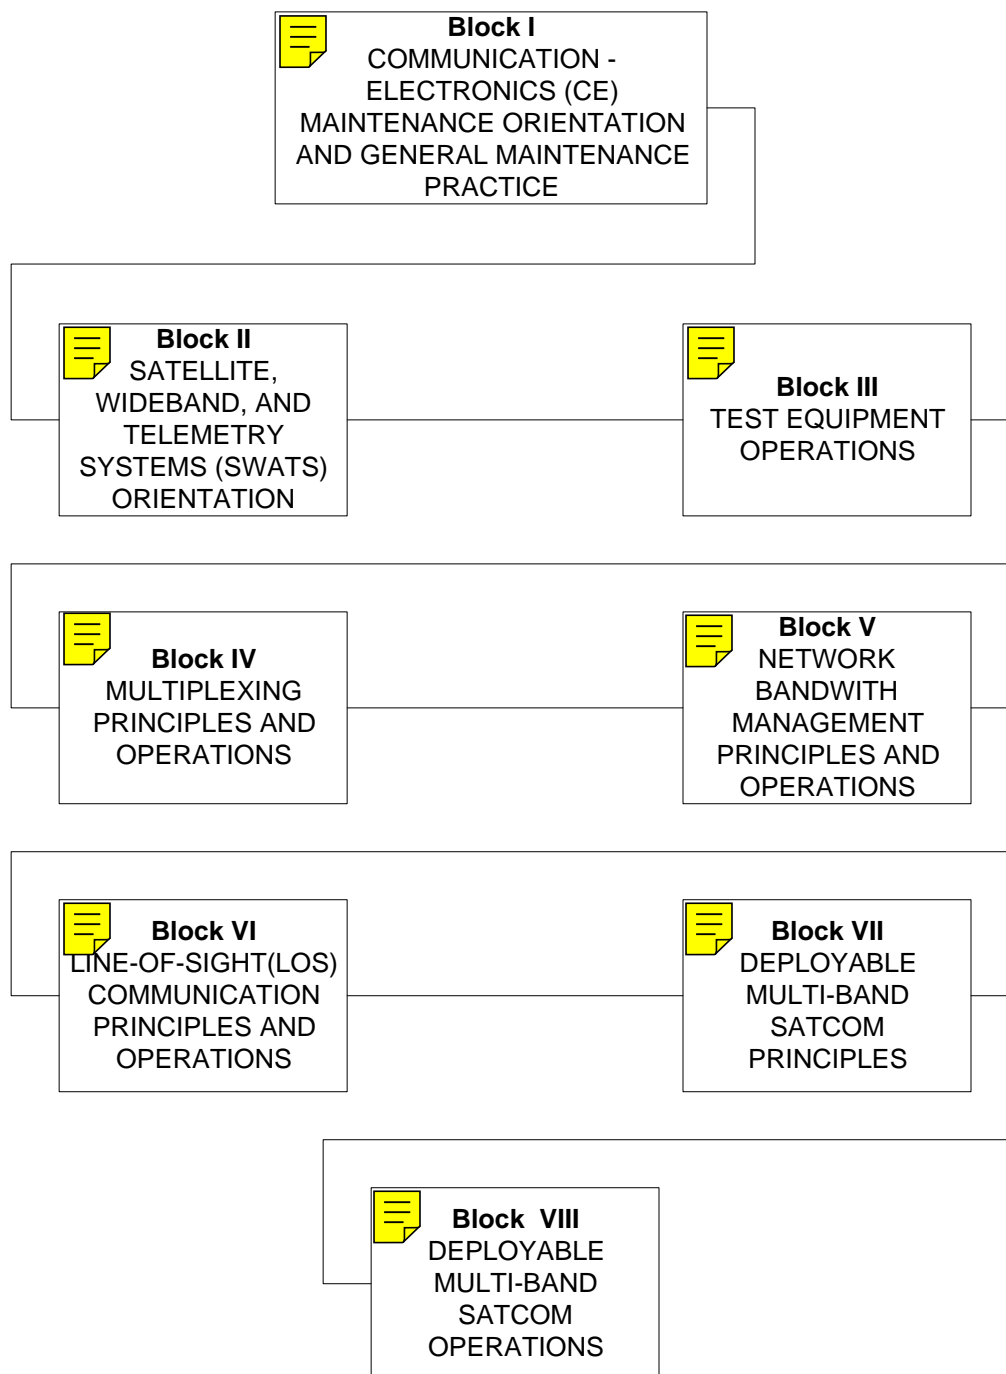 Block I
COMMUNICATION -
ELECTRONICS (CE)
MAINTENANCE ORIENTATION
AND GENERAL MAINTENANCE
PRACTICE
Block II
SATELLITE,
WIDEBAND, AND
TELEMETRY
SYSTEMS (SWATS)
ORIENTATION
Block III
TEST EQUIPMENT
OPERATIONS
Block IV
MULTIPLEXING
PRINCIPLES AND
OPERATIONS
Block V
NETWORK
BANDWITH
MANAGEMENT
PRINCIPLES AND
OPERATIONS
Block VI
LINE-OF-SIGHT(LOS)
COMMUNICATION
PRINCIPLES AND
OPERATIONS
Block VII
DEPLOYABLE
MULTI-BAND
SATCOM
PRINCIPLES
Block VIII
DEPLOYABLE
MULTI-BAND
SATCOM
OPERATIONS